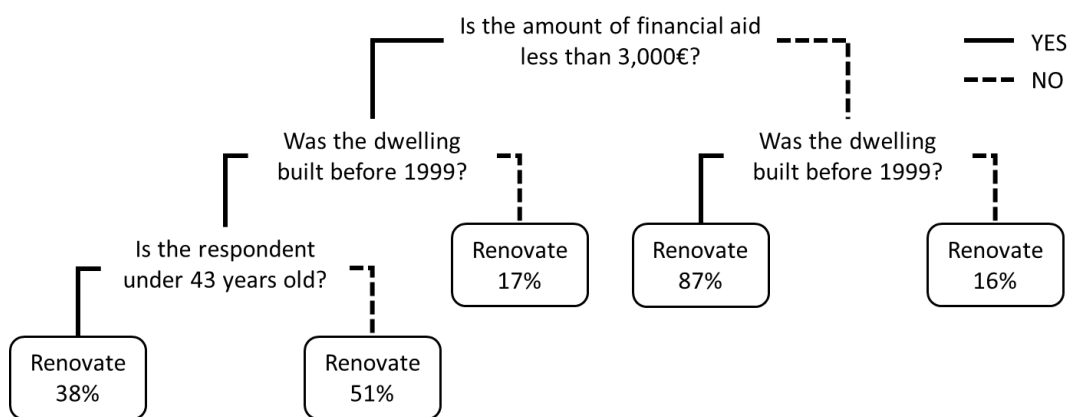 Is the amount of financial aid
less than 3,000€?
YES
NO
Was the dwelling
built before 1999?
Was the dwelling
built before 1999?
Is the respondent
under 43 years old?
Renovate
17%
Renovate
87%
Renovate
16%
Renovate
38%
Renovate
51%